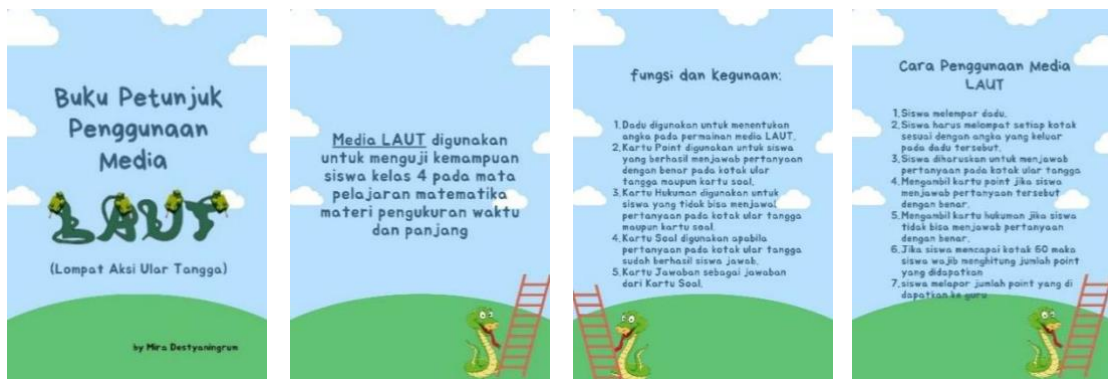 Buku Petunjuk
Penggunaan
Media
LAUT
(Lompat Aksi Ular Tangga)
by Mira Destyaningrum
Media LAUT digunakan
untuk menguji kemampuan
siswa kelas 4 pada mata
pelajaran matematika
materi pengukuran waktu
dan panjang
fungsi dan kegunaan:
1. Dadu digunakan untuk menentukan
angka pada permainan media LAUT.
2. Kartu Point digunakan untuk siswa
yang berhasil menjawab pertanyaan
dengan benar pada kotak ular
tangga maupun kartu soal.
3. Kartu Hukuman digunakan untuk
siswa yang tidak bisa menjawal
pertanyaan pada kotak ular tangga
maupun kartu soal.
4. Kartu Soal digunakan apabila
pertanyaan pada kotak ular tangga
sudah berhasil siswa jawab.
5. Kartu Jawaban sebagai jawaban
dari Kartu Soal.
Cara Penggunaan Media
LAUT
1. Siswa melempar dadu.
2. Siswa harus melompat setiap kotak
sesuai dengan angka yang keluar
pada dadu tersebut.
3. Siswa diharuskan untuk menjawab
pertanyaan pada kotak ular tangga
4. Mengambil kartu point jika siswa
menjawab pertanyaan tersebut
dengan benar.
5. Mengambil kartu hukuman jika siswa
tidak bisa menjawab pertanyaan
dengan benar.
6. Jika siswa mencapai kotak 60 maka
siswa wajib menghitung jumlah point
yang didapatkan
7. siswa melapor jumlah point yang di
dapatkan ke guru